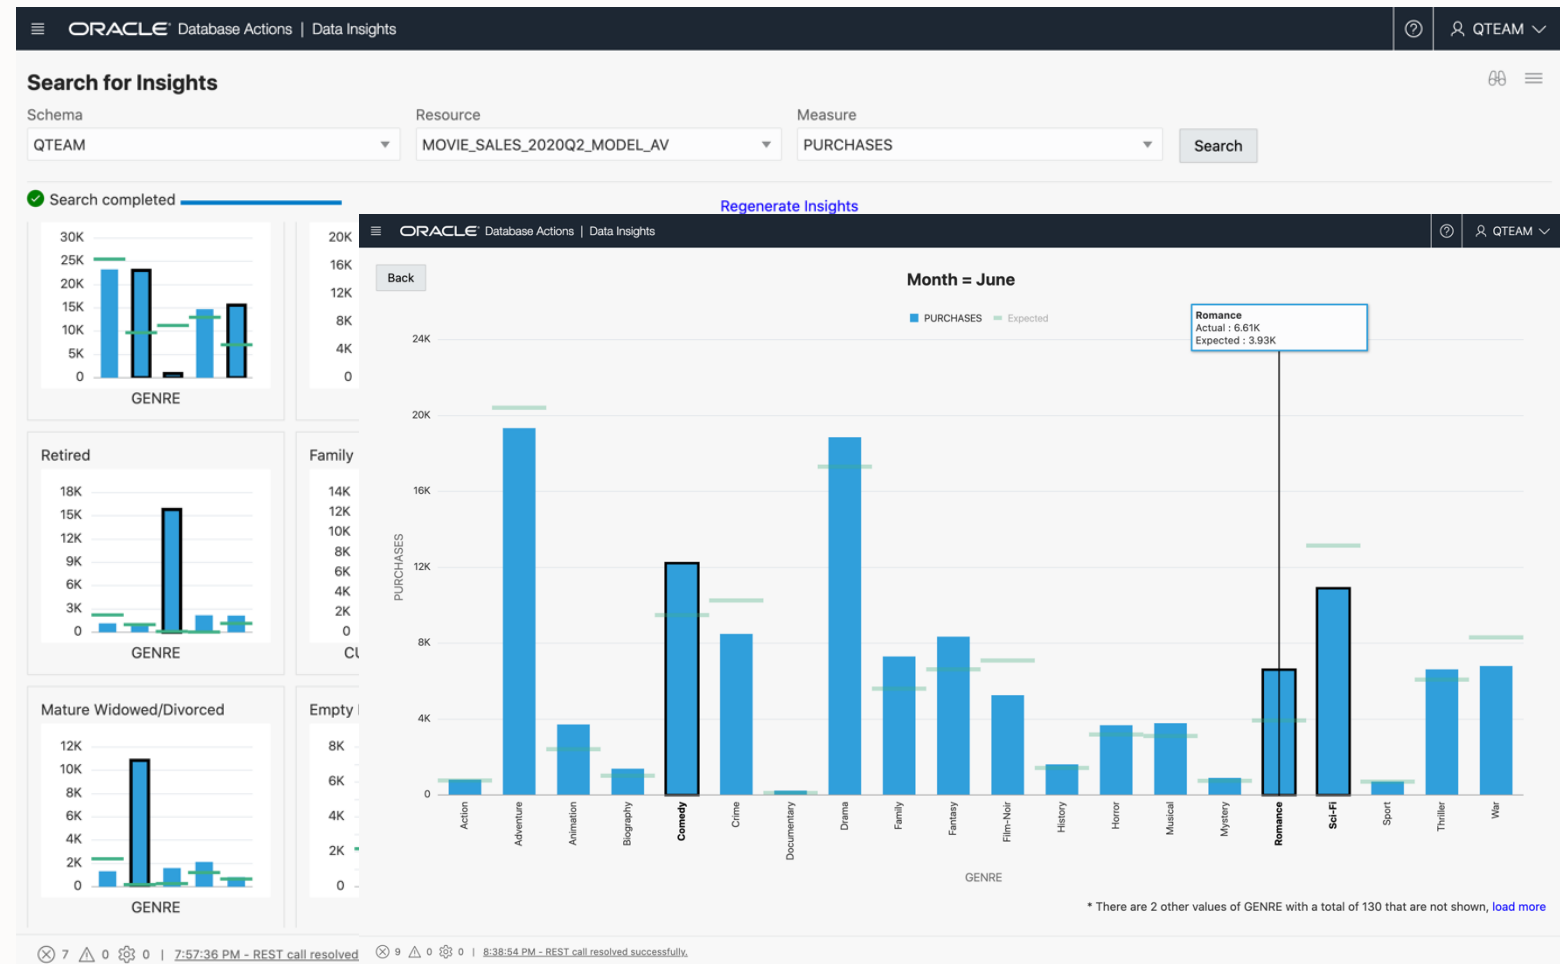 ORACLE Database Actions | Data Insights
QTEAM
Search for Insights
Schema
Resource
Measure
QTEAM
MOVIE_SALES_2020Q2_MODEL_AV
PURCHASES
Search
Search completed
Regenerate Insights
30K
25K
20K
15K
10K
5K
0
GENRE
20K
16K
12K
8K
4K
0
Retired
18K
15K
12K
9K
6K
3K
0
GENRE
Family
14K
12K
10K
8K
6K
4K
2K
0
Mature Widowed/Divorced
12K
10K
8K
6K
4K
2K
0
GENRE
Empty
8K
6K
4K
2K
0
7 0 0 | 7:57:36 PM - REST call resolved
ORACLE Database Actions | Data Insights
QTEAM
Back
Month = June
PURCHASES Expected
Romance
Actual : 6.61K
Expected : 3.93K
24K
20K
16K
12K
8K
4K
0
PURCHASES
Action
Adventure
Animation
Biography
Comedy
Crime
Documentary
Drama
Family
Fantasy
Film-Noir
History
Horror
Musical
Mystery
Romance
Sci-Fi
Sport
Thriller
War
GENRE
* There are 2 other values of GENRE with a total of 130 that are not shown, load more
9 0 0 | 8:38:54 PM - REST call resolved successfully.